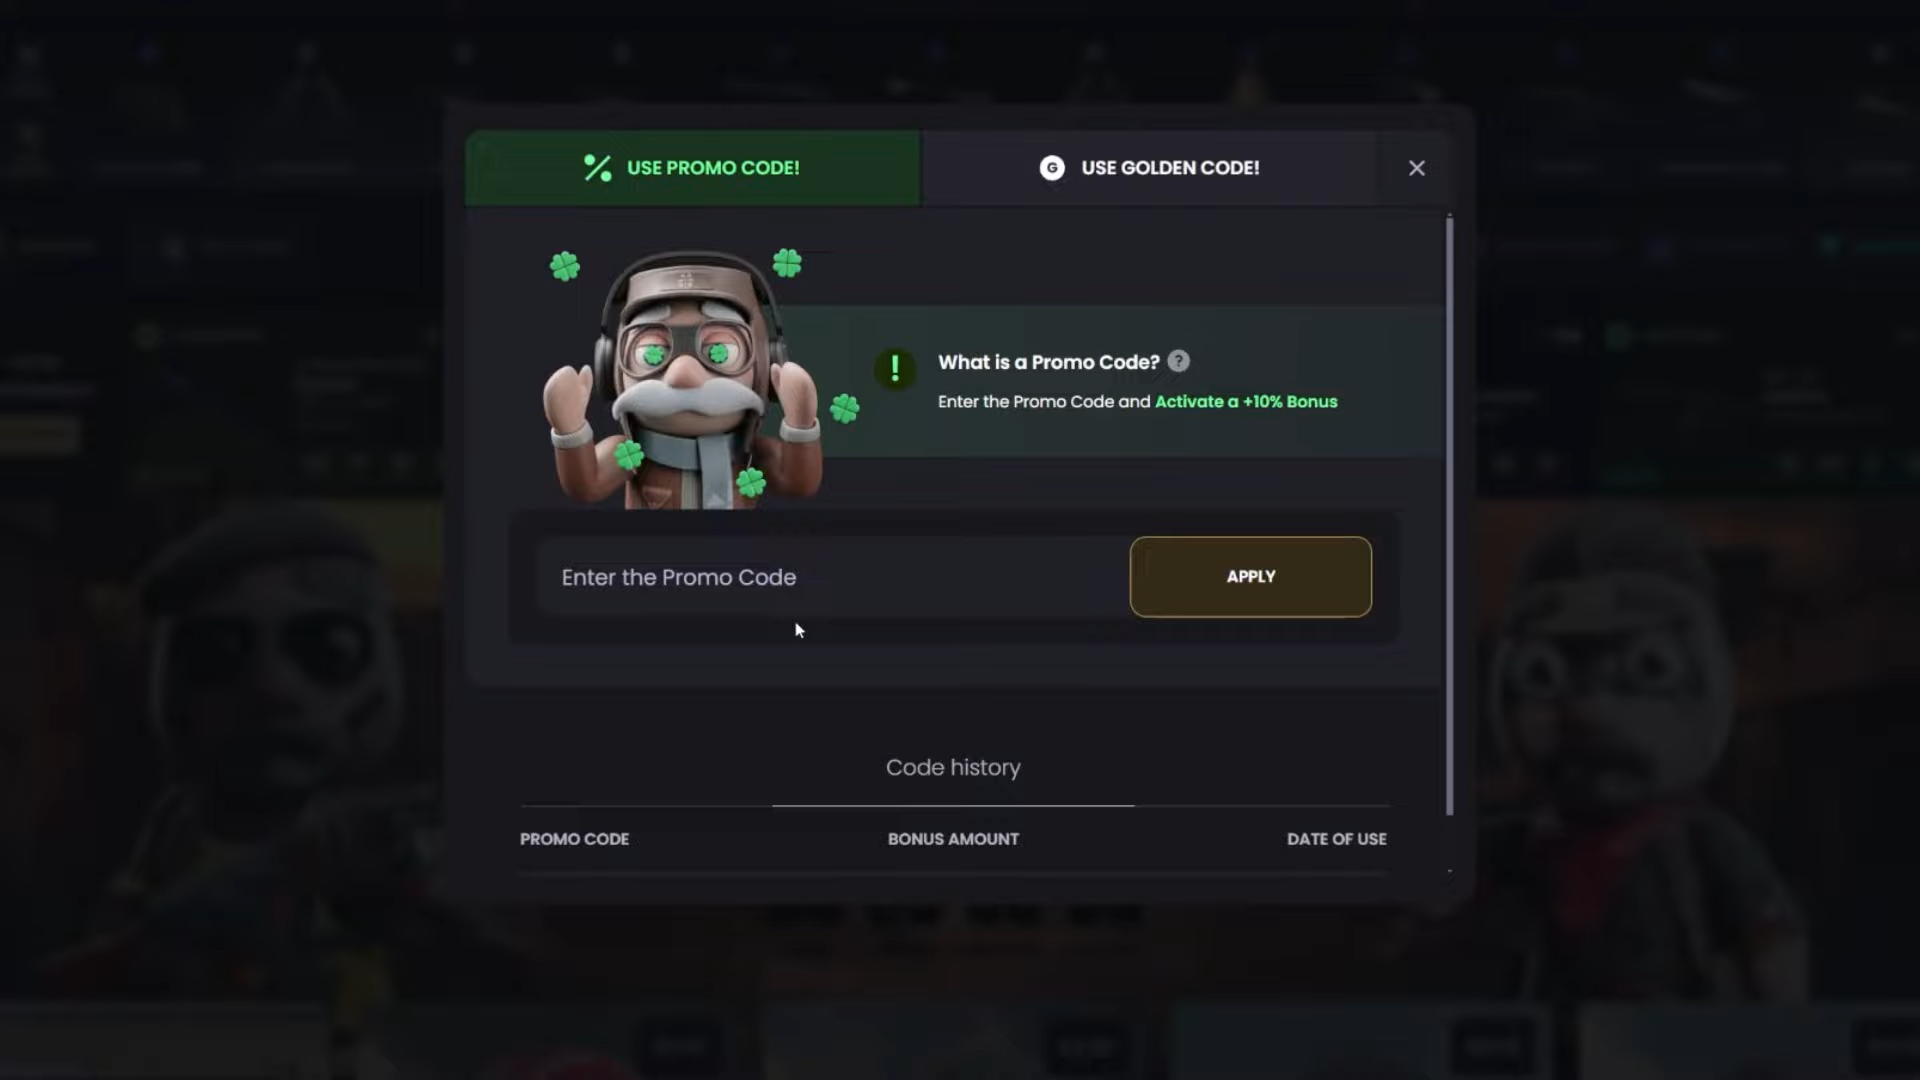 USE PROMO CODE!
G USE GOLDEN CODE!
What is a Promo Code? ?
! Enter the Promo Code and Activate a +10% Bonus
Enter the Promo Code
APPLY
Code history
PROMO CODE BONUS AMOUNT DATE OF USE